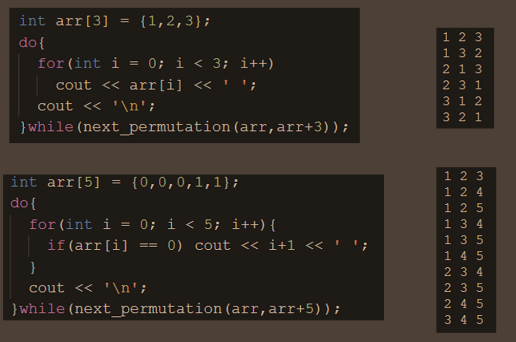 int arr[3] = {1,2,3};
do{
for(int i = 0; i < 3; i++)
cout << arr[i] << ' ';
cout << '\n';
}while(next_permutation(arr,arr+3));
1 2 3
1 3 2
2 1 3
2 3 1
3 1 2
3 2 1
int arr[5] = {0,0,0,1,1};
do{
for(int i = 0; i < 5; i++){
if(arr[i] == 0) cout << i+1 << ' ';
}
cout << '\n';
}while(next_permutation(arr,arr+5));
1 2 3
1 2 4
1 2 5
1 3 4
1 3 5
1 4 5
2 3 4
2 3 5
2 4 5
3 4 5